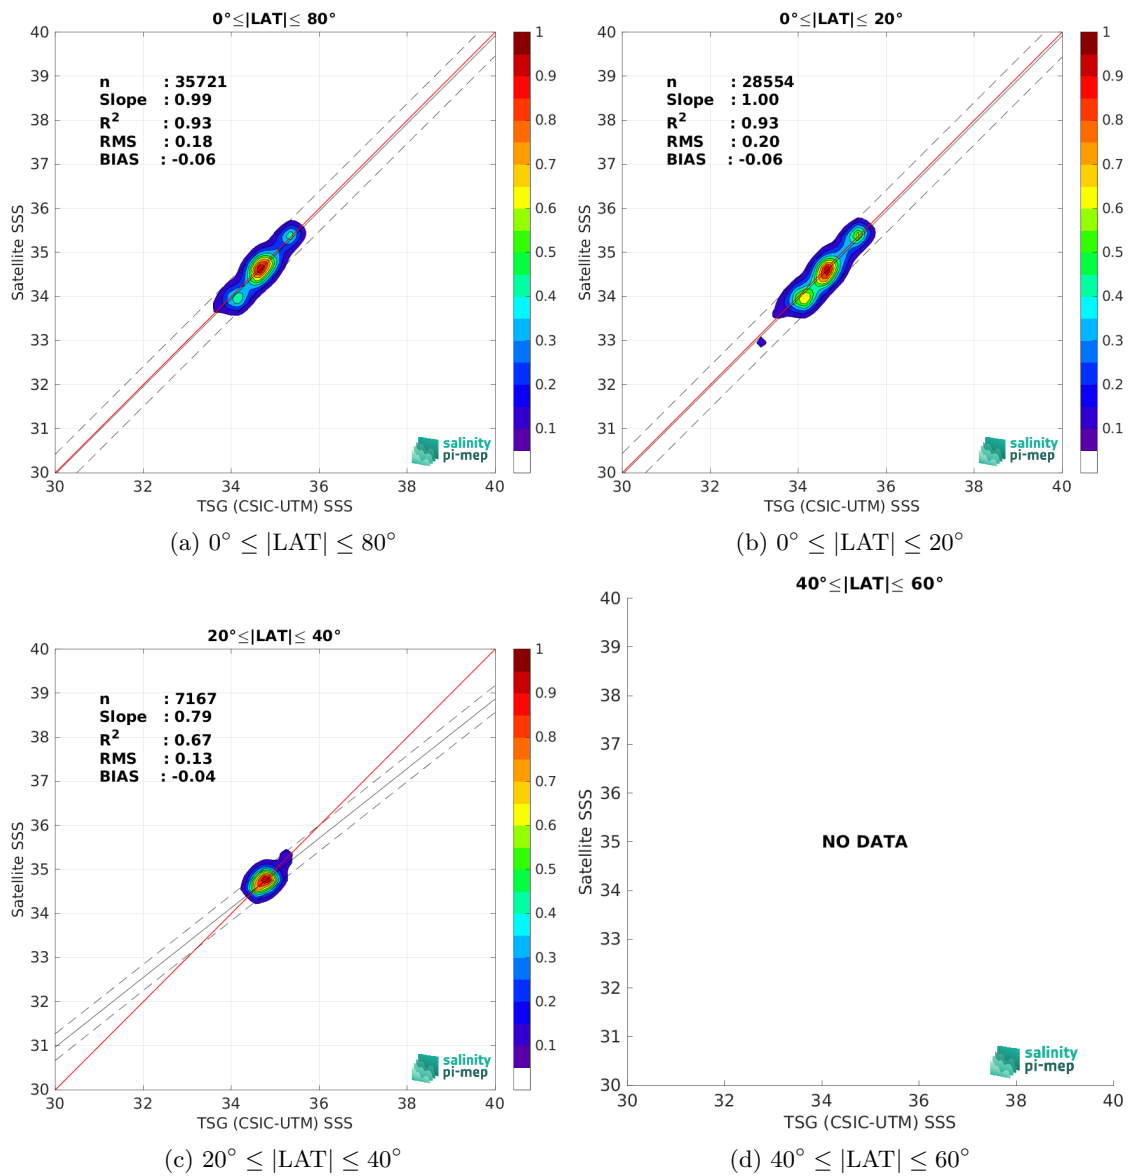 0°≤|LAT|≤ 80°
40
39
38
37
36
35
34
33
32
31
30
Satellite SSS
n : 35721
Slope : 0.99
R² : 0.93
RMS : 0.18
BIAS : -0.06
1
0.9
0.8
0.7
0.6
0.5
0.4
0.3
0.2
0.1
salinity
pi-mep
30 32 34 36 38 40
TSG (CSIC-UTM) SSS
(a) 0° ≤ |LAT| ≤ 80°
0°≤|LAT|≤ 20°
40
39
38
37
36
35
34
33
32
31
30
Satellite SSS
n : 28554
Slope : 1.00
R² : 0.93
RMS : 0.20
BIAS : -0.06
1
0.9
0.8
0.7
0.6
0.5
0.4
0.3
0.2
0.1
salinity
pi-mep
30 32 34 36 38 40
TSG (CSIC-UTM) SSS
(b) 0° ≤ |LAT| ≤ 20°
20°≤|LAT|≤ 40°
40
39
38
37
36
35
34
33
32
31
30
Satellite SSS
n : 7167
Slope : 0.79
R² : 0.67
RMS : 0.13
BIAS : -0.04
1
0.9
0.8
0.7
0.6
0.5
0.4
0.3
0.2
0.1
salinity
pi-mep
30 32 34 36 38 40
TSG (CSIC-UTM) SSS
(c) 20° ≤ |LAT| ≤ 40°
40°≤|LAT|≤ 60°
40
39
38
37
36
35
34
33
32
31
30
Satellite SSS
NO DATA
salinity
pi-mep
30 32 34 36 38 40
TSG (CSIC-UTM) SSS
(d) 40° ≤ |LAT| ≤ 60°